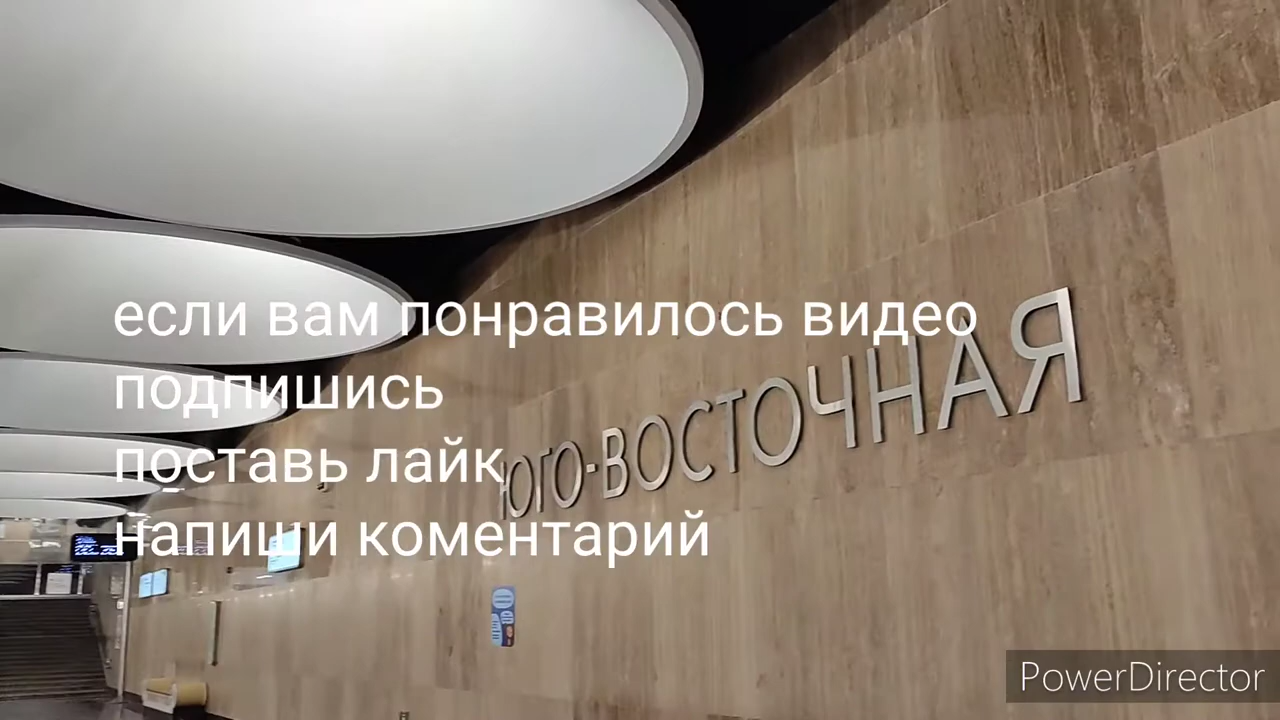 если вам понравилось видео
подпишись
поставь лайк
напиши коментарий
ЮГО-ВОСТОЧНАЯ
PowerDirector